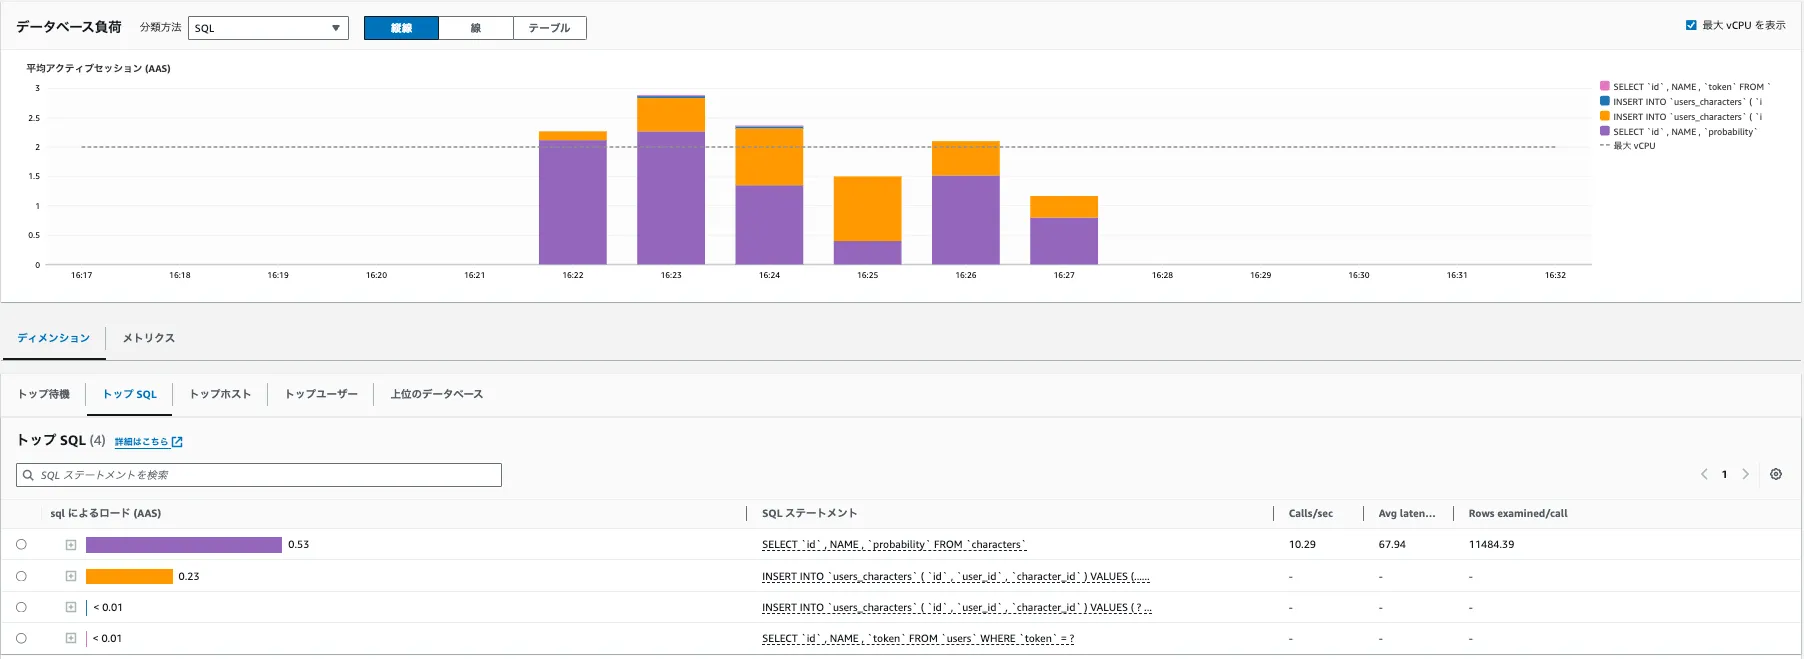 データベース負荷 分類方法 SQL 縦線 線 テーブル 最大 vCPU を表示
平均アクティブセッション (AAS)
3
2.5
2
1.5
1
0.5
0
16:17 16:18 16:19 16:20 16:21 16:22 16:23 16:24 16:25 16:26 16:27 16:28 16:29 16:30 16:31 16:32
SELECT `id` , NAME , `token` FROM `
INSERT INTO `users_characters` ( `i
INSERT INTO `users_characters` ( `i
SELECT `id` , NAME , `probability`
最大 vCPU
ディメンション メトリクス
トップ待機 トップ SQL トップホスト トップユーザー 上位のデータベース
トップ SQL (4) 詳細はこちら
SQL ステートメントを検索 1
sql によるロード (AAS) SQL ステートメント Calls/sec Avg laten... Rows examined/call
0.53 SELECT `id` , NAME , `probability` FROM `characters` 10.29 67.94 11484.39
0.23 INSERT INTO `users_characters` ( `id` , `user_id` , `character_id` ) VALUES (...... - - -
< 0.01 INSERT INTO `users_characters` ( `id` , `user_id` , `character_id` ) VALUES ( ? ... - - -
< 0.01 SELECT `id` , NAME , `token` FROM `users` WHERE `token` = ? - - -